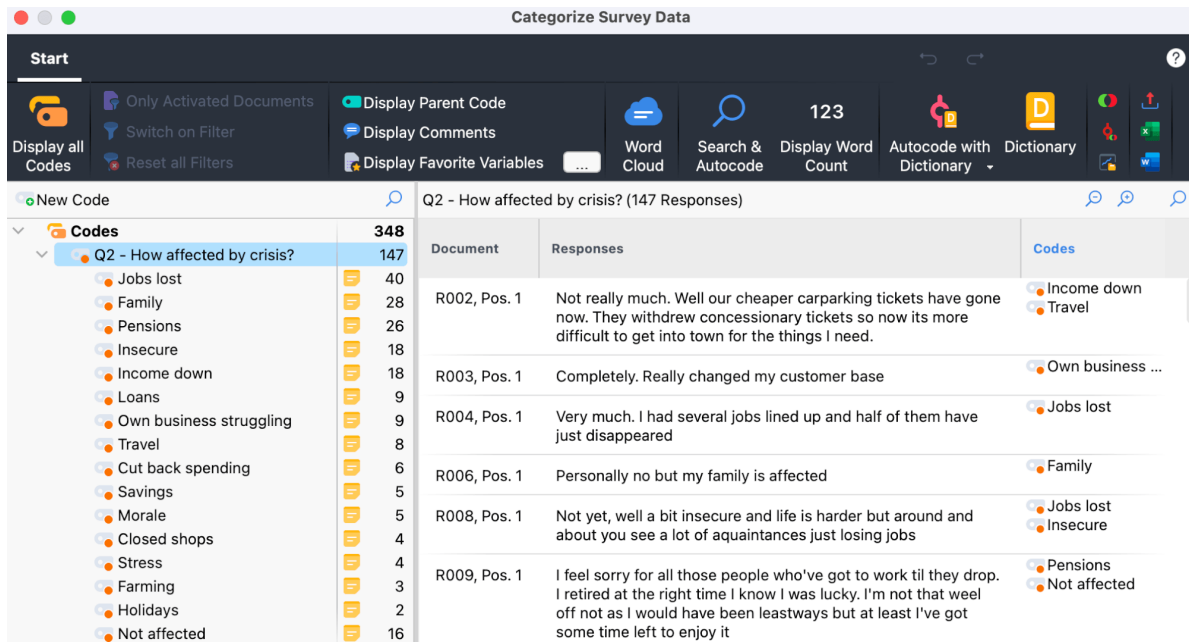 Categorize Survey Data
Start
?
Display all
Codes
Only Activated Documents
Switch on Filter
Reset all Filters
Display Parent Code
Display Comments
Display Favorite Variables
...
Word
Cloud
Search &
Autocode
123
Display Word
Count
D
Autocode with
Dictionary
D
Dictionary
x
w
New Code
Q2 - How affected by crisis? (147 Responses)
Codes 348
Q2 - How affected by crisis? 147
Jobs lost 40
Family 28
Pensions 26
Insecure 18
Income down 18
Loans 9
Own business struggling 9
Travel 8
Cut back spending 6
Savings 5
Morale 5
Closed shops 4
Stress 4
Farming 3
Holidays 2
Not affected 16
Document Responses Codes
R002, Pos. 1
Not really much. Well our cheaper carparking tickets have gone
now. They withdrew concessionary tickets so now its more
difficult to get into town for the things I need.
Income down
Travel
R003, Pos. 1
Completely. Really changed my customer base
Own business ...
R004, Pos. 1
Very much. I had several jobs lined up and half of them have
just disappeared
Jobs lost
R006, Pos. 1
Personally no but my family is affected
Family
R008, Pos. 1
Not yet, well a bit insecure and life is harder but around and
about you see a lot of aquaintances just losing jobs
Jobs lost
Insecure
R009, Pos. 1
I feel sorry for all those people who've got to work til they drop.
I retired at the right time I know I was lucky. I'm not that weel
off not as I would have been leastways but at least I've got
some time left to enjoy it
Pensions
Not affected